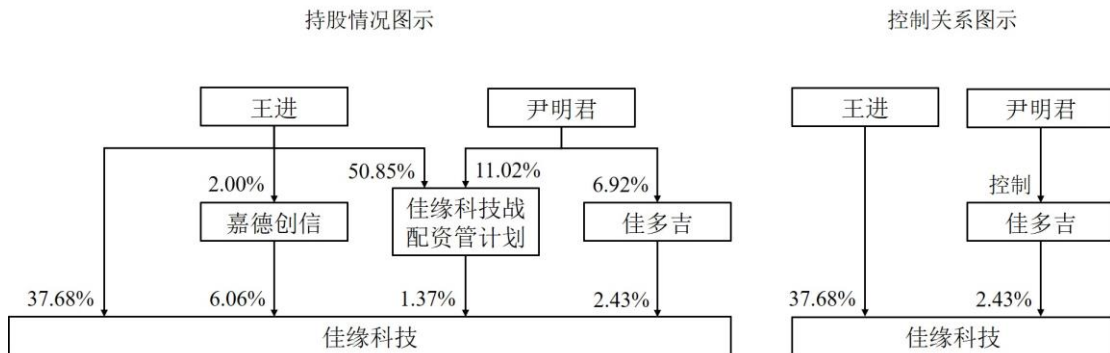 持股情况图示
控制关系图示
王进
尹明君
50.85%
11.02%
2.00%
6.92%
嘉德创信
佳缘科技战
配资管计划
佳多吉
37.68%
6.06%
1.37%
2.43%
佳缘科技
王进
尹明君
控制
佳多吉
37.68%
2.43%
佳缘科技